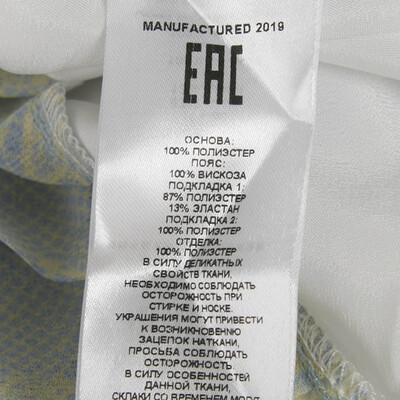 MANUFACTURED 2019
EAC
ОСНОВА:
100% ПОЛИЭСТЕР
ПОЯС:
100% ВИСКОЗА
ПОДКЛАДКА 1:
87% ПОЛИЭСТЕР
13% ЭЛАСТАН
ПОДКЛАДКА 2:
100% ПОЛИЭСТЕР
ОТДЕЛКА:
100% ПОЛИЭСТЕР
В СИЛУ ДЕЛИКАТНЫХ
СВОЙСТВ ТКАНИ,
НЕОБХОДИМО СОБЛЮДАТЬ
ОСТОРОЖНОСТЬ ПРИ
СТИРКЕ И НОСКЕ.
УКРАШЕНИЯ МОГУТ ПРИВЕСТИ
К ВОЗНИКНОВЕНИЮ
ЗАЦЕПОК НАТКАНИ,
ПРОСЬБА СОБЛЮДАТЬ
ОСТОРОЖНОСТЬ.
В СИЛУ ОСОБЕННОСТЕЙ
ДАННОЙ ТКАНИ,
СКЛАДКИ СО ВРЕМЕНЕМ МОГУТ